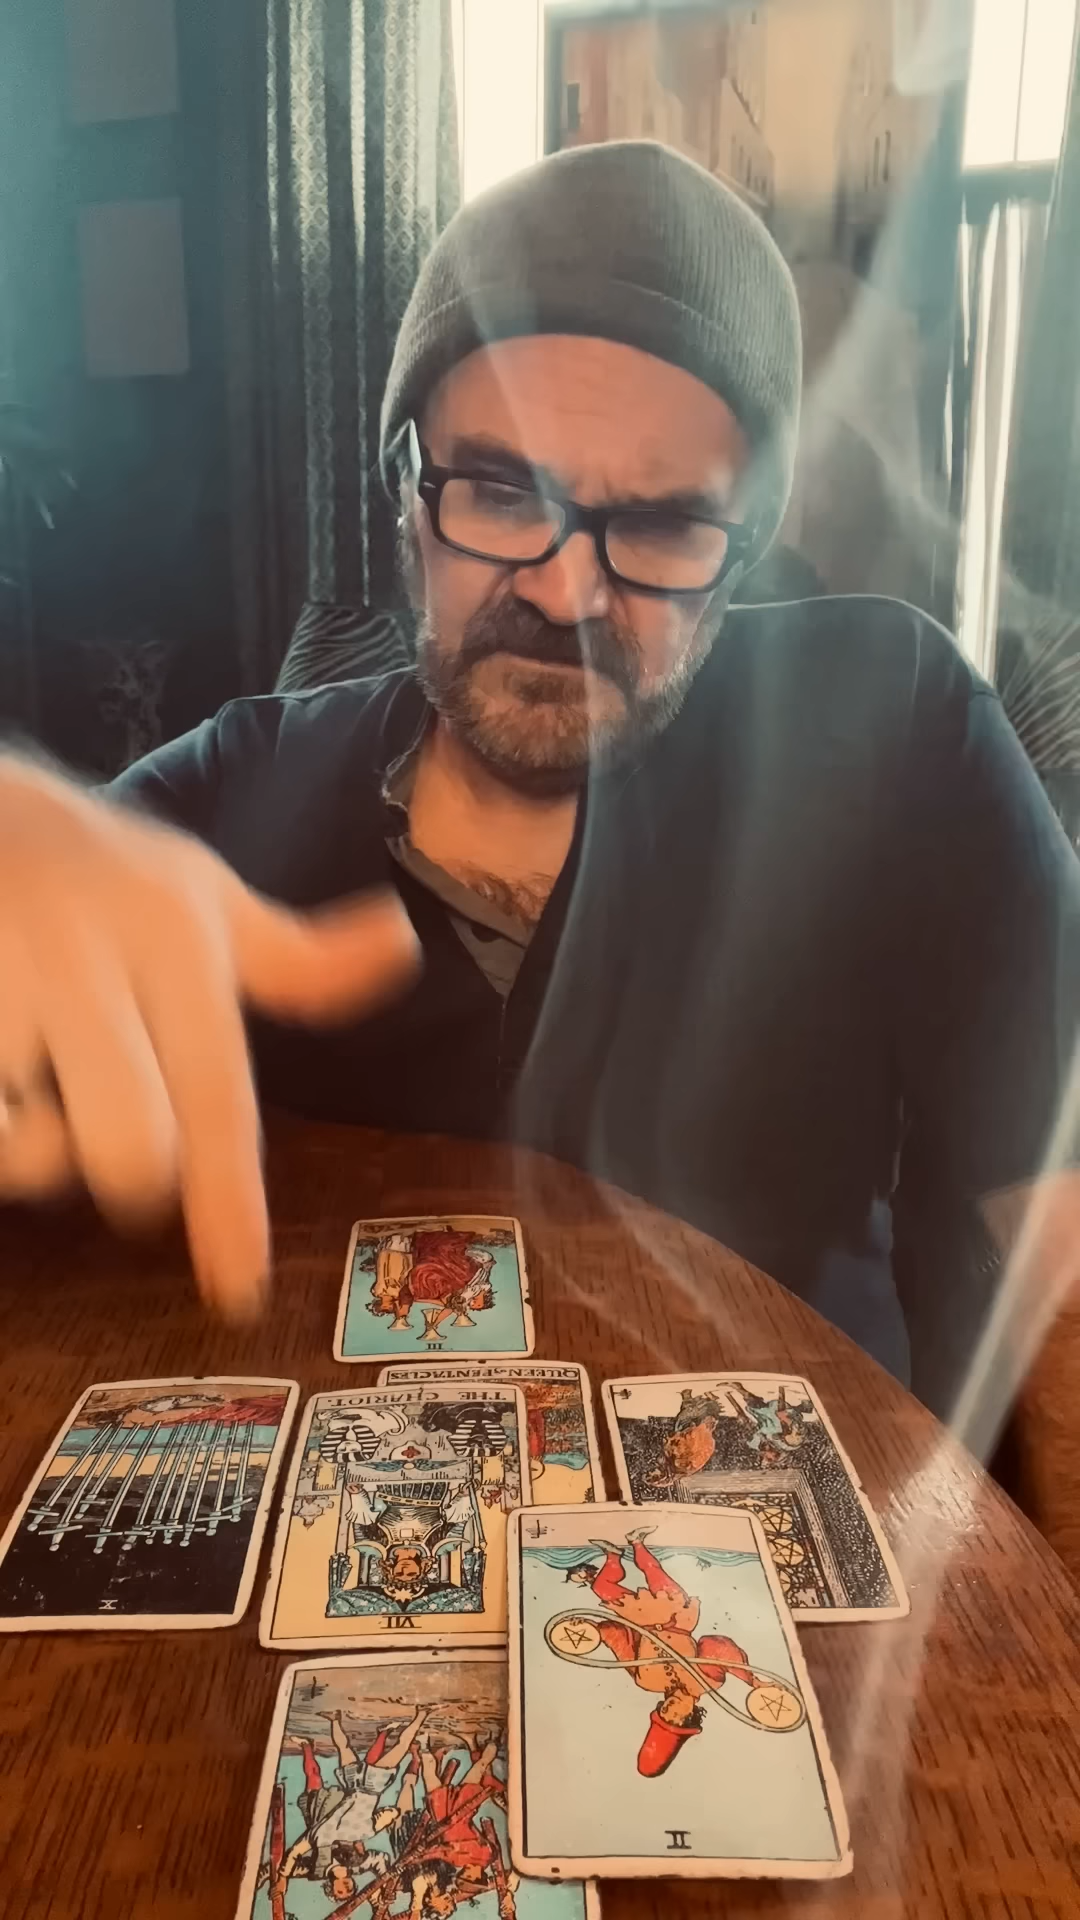 III
QUEEN of PENTACLES
THE CHARIOT.
VII
X
II